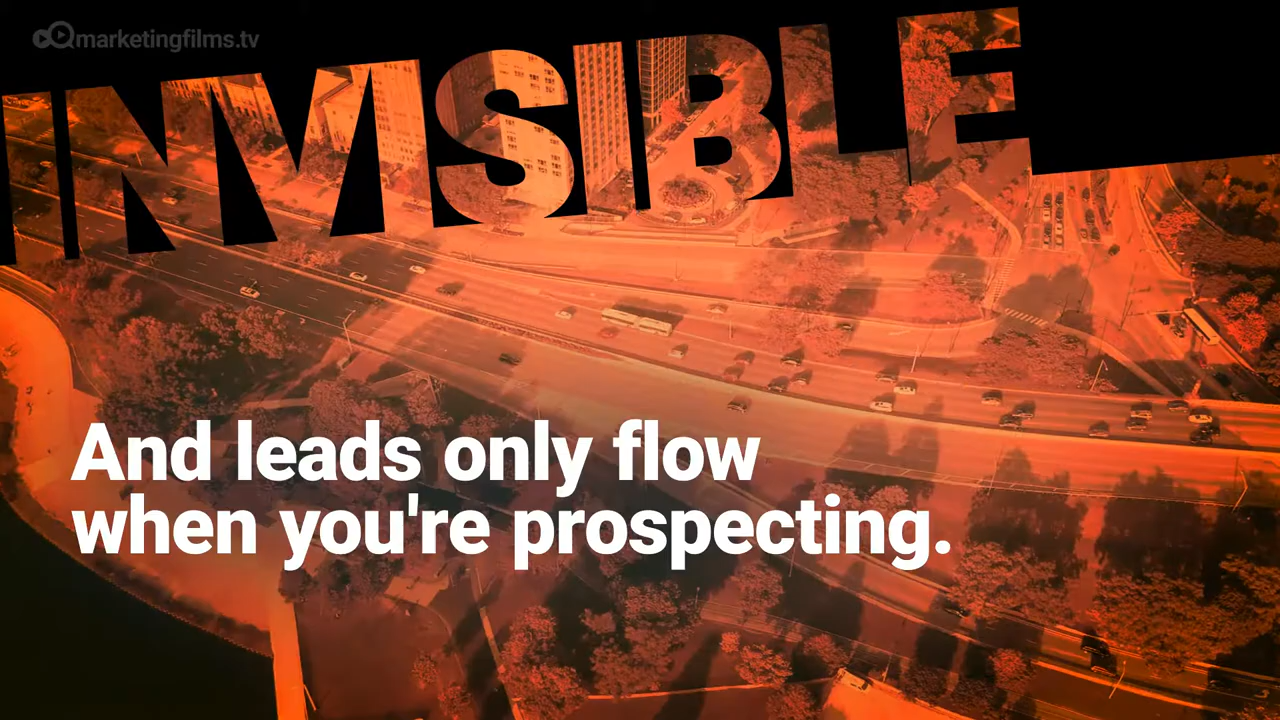 marketingfilms.tv
INVISIBLE
And leads only flow
when you're prospecting.